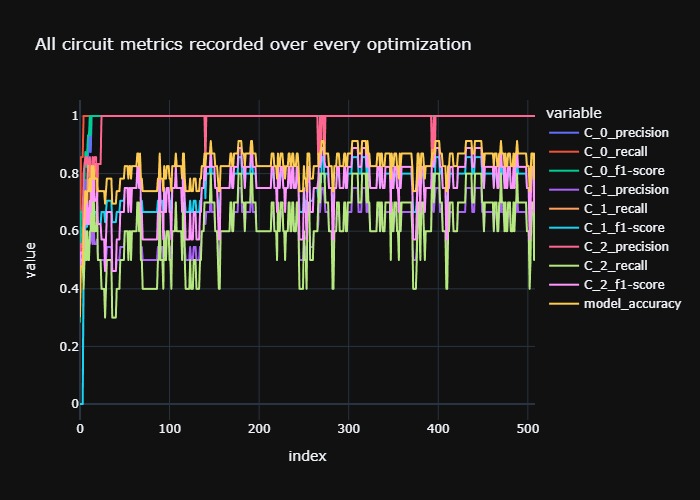 All circuit metrics recorded over every optimization
variable
C_0_precision
C_0_recall
C_0_f1-score
C_1_precision
C_1_recall
C_1_f1-score
C_2_precision
C_2_recall
C_2_f1-score
model_accuracy
value
1
0.8
0.6
0.4
0.2
0
0 100 200 300 400 500
index